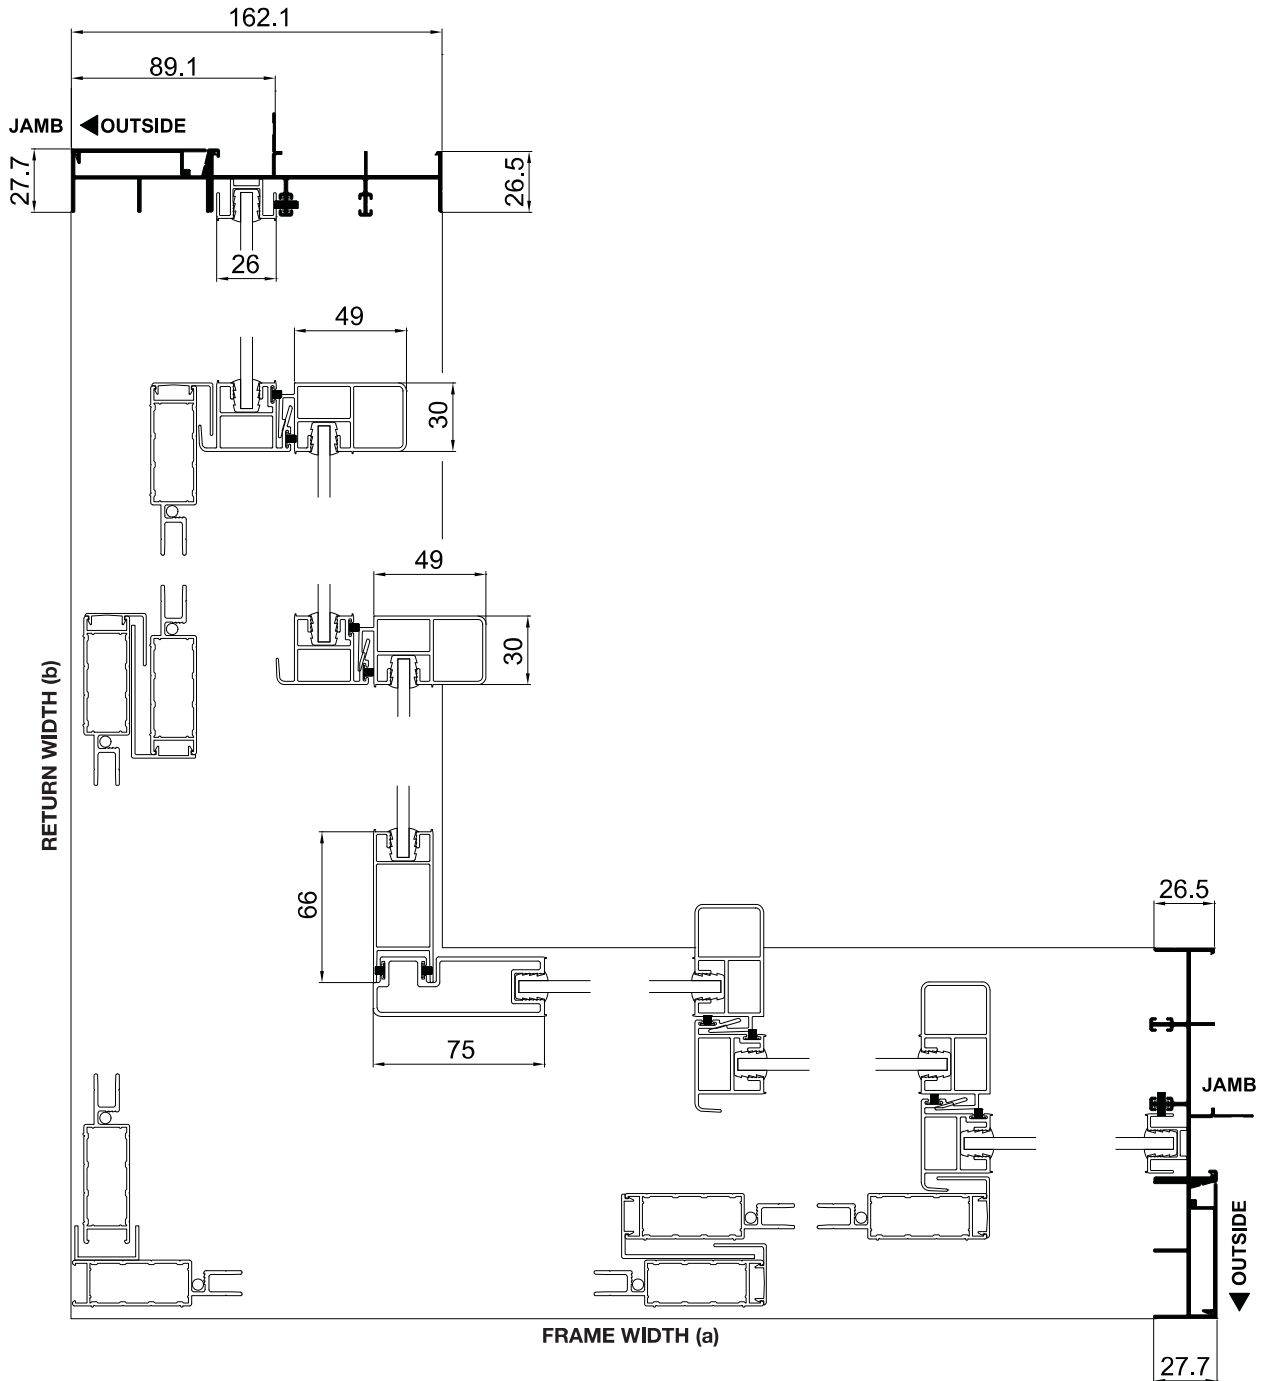 162.1
89.1
JAMB ◀OUTSIDE
27.7
26.5
26
49
30
49
30
RETURN WIDTH (b)
66
26.5
75
JAMB
◀ OUTSIDE
FRAME WIDTH (a)
27.7